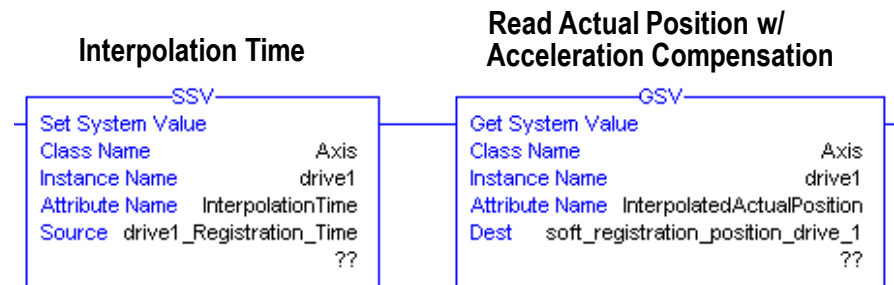 Interpolation Time
Read Actual Position w/
Acceleration Compensation
SSV
Set System Value
Class Name Axis
Instance Name drive1
Attribute Name InterpolationTime
Source drive1_Registration_Time
??
GSV
Get System Value
Class Name Axis
Instance Name drive1
Attribute Name InterpolatedActualPosition
Dest soft_registration_position_drive_1
??